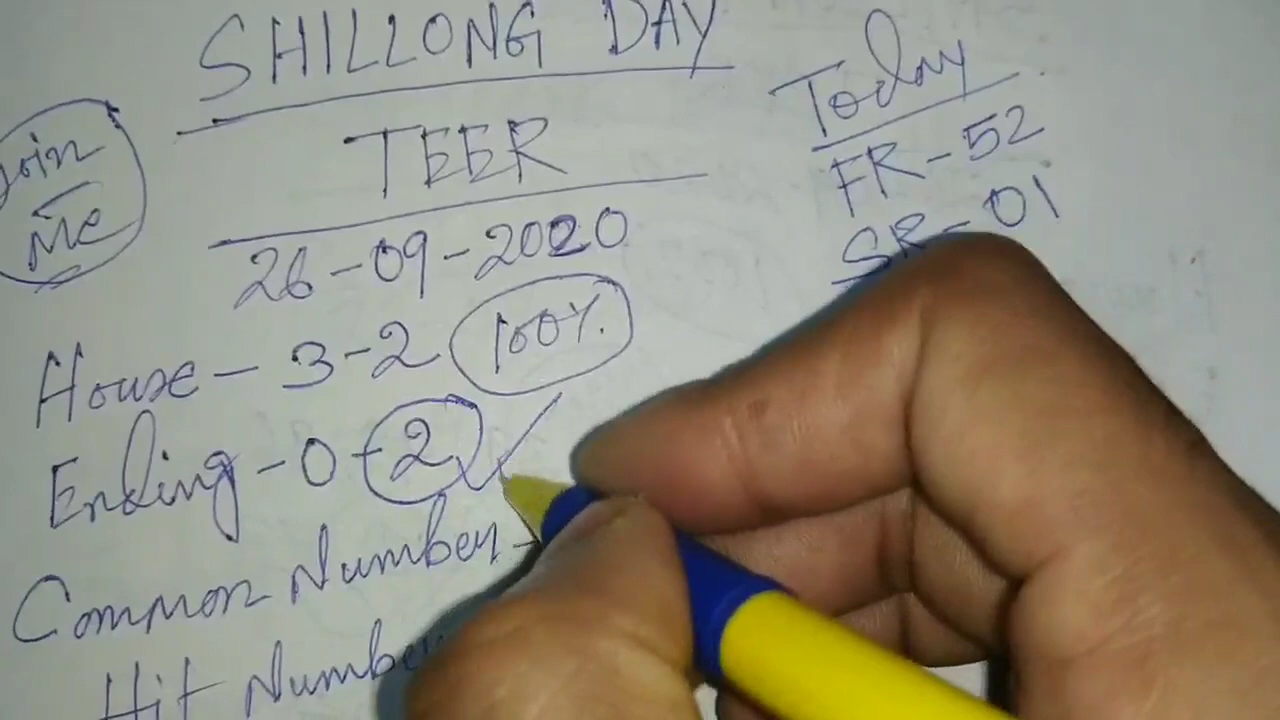 SHILLONG DAY
TEER
26-09-2020
Join
Me
Today
FR-52
SR-01
House - 3-2 100%.
Ending - 0-2 ✓
Common Number -
Hit Number